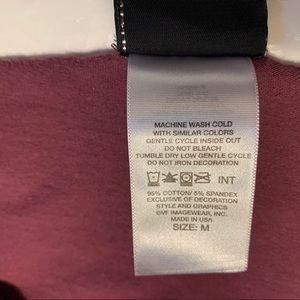 MACHINE WASH COLD
WITH SIMILAR COLORS
GENTLE CYCLE INSIDE OUT
DO NOT BLEACH
TUMBLE DRY LOW GENTLE CYCLE
DO NOT IRON DECORATION
INT
95% COTTON/ 5% SPANDEX
EXCLUSIVE OF DECORATION
STYLE AND GRAPHICS
©VF IMAGEWEAR, INC.
MADE IN USA
SIZE: M